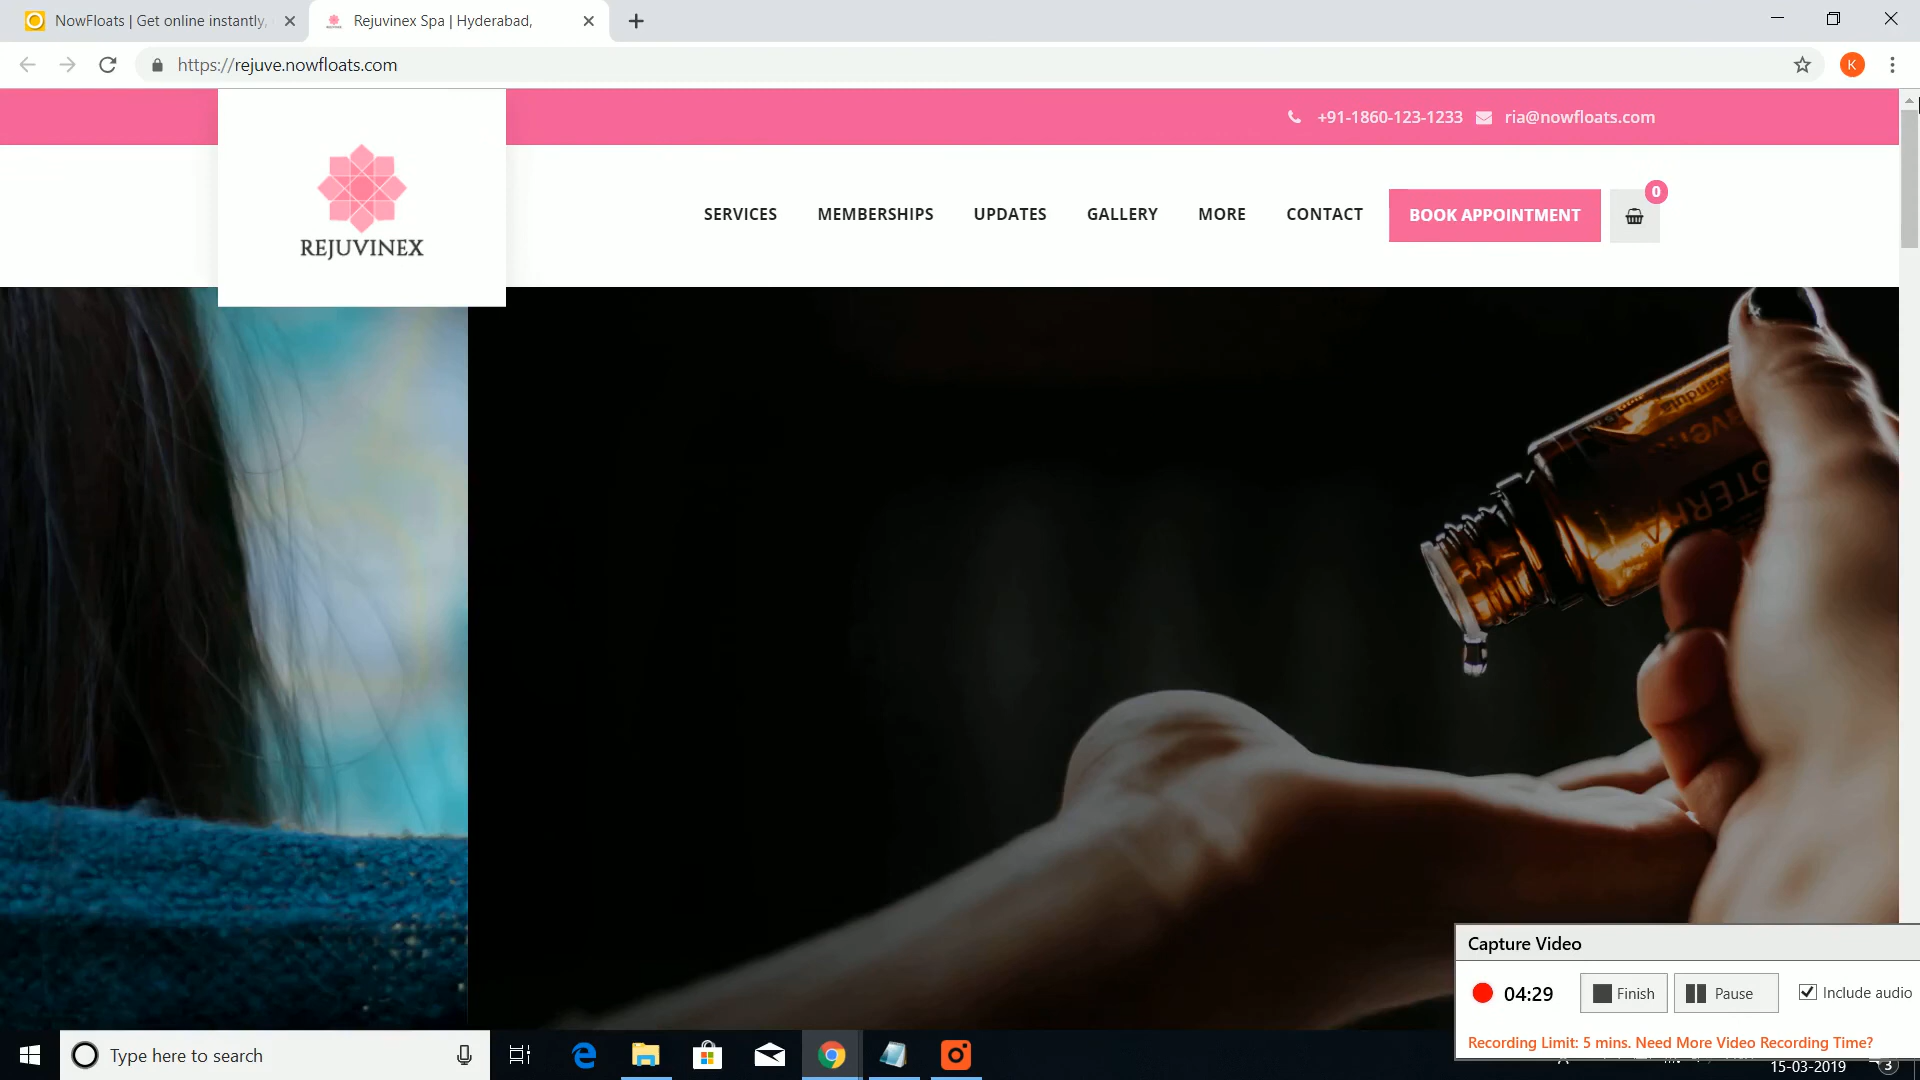 NowFloats | Get online instantly,
Rejuvinex Spa | Hyderabad,
https://rejuve.nowfloats.com
K
+91-1860-123-1233 ria@nowfloats.com
REJUVINEX
SERVICES MEMBERSHIPS UPDATES GALLERY MORE CONTACT BOOK APPOINTMENT 0
Capture Video
04:29 Finish Pause Include audio
Recording Limit: 5 mins. Need More Video Recording Time?
Type here to search
15-03-2019 3